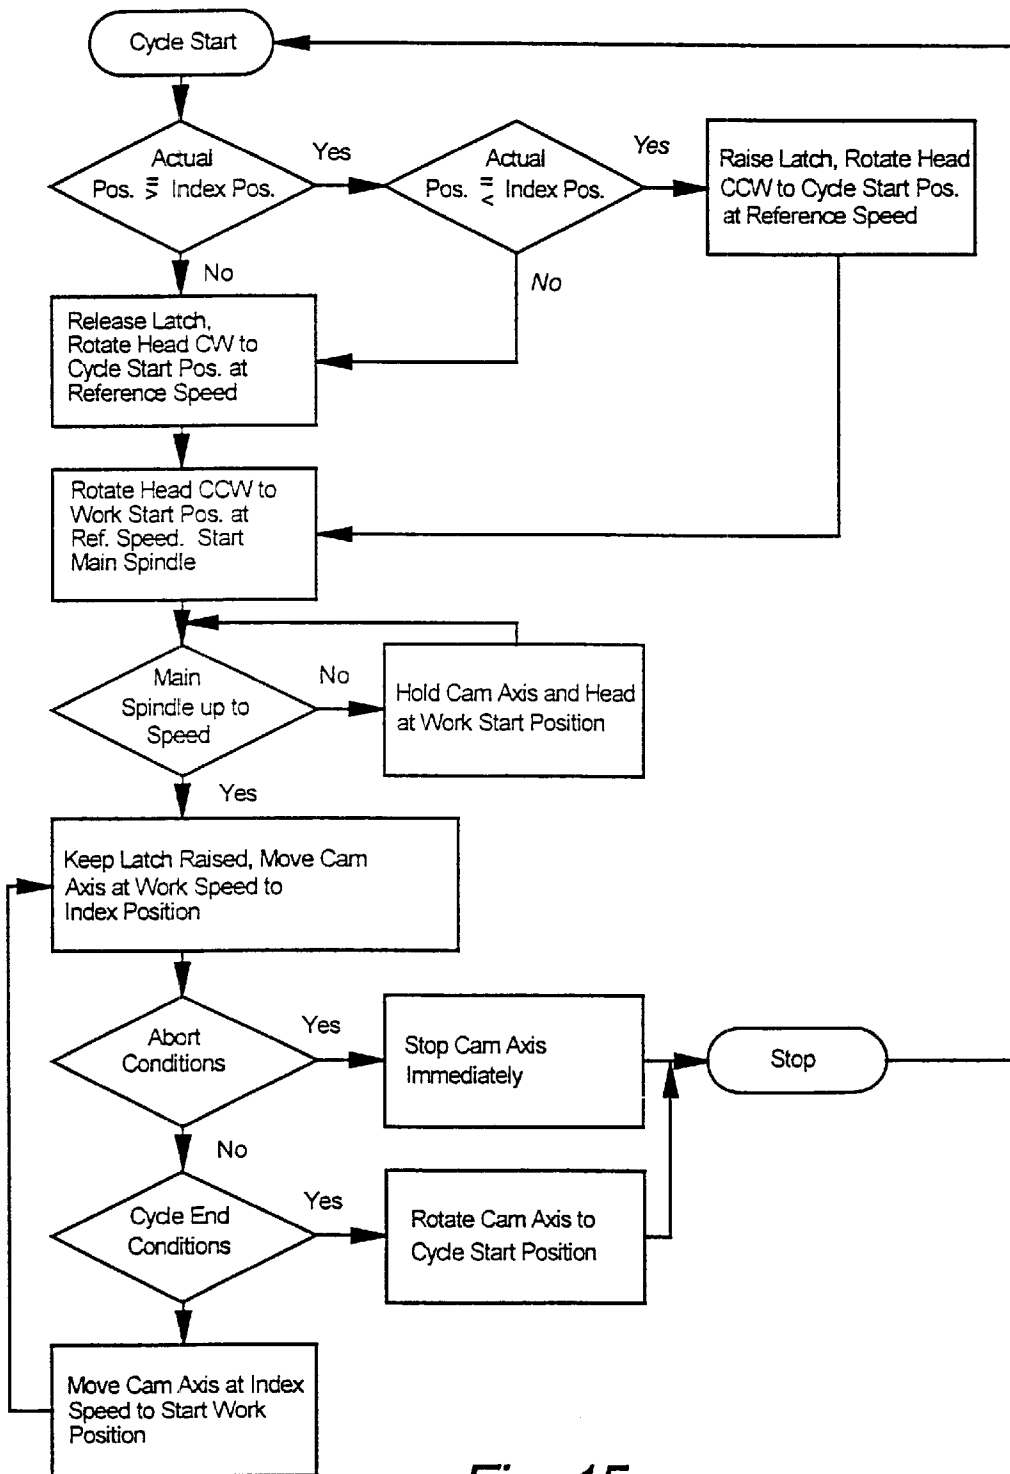 Cycle Start
Actual
Pos. >= Index Pos.
Yes
Actual
Pos. =< Index Pos.
Yes
Raise Latch, Rotate Head
CCW to Cycle Start Pos.
at Reference Speed
No
No
Release Latch,
Rotate Head CW to
Cycle Start Pos. at
Reference Speed
Rotate Head CCW to
Work Start Pos. at
Ref. Speed. Start
Main Spindle
Main
Spindle up to
Speed
No
Hold Cam Axis and Head
at Work Start Position
Yes
Keep Latch Raised, Move Cam
Axis at Work Speed to
Index Position
Abort
Conditions
Yes
Stop Cam Axis
Immediately
Stop
No
Cycle End
Conditions
Yes
Rotate Cam Axis to
Cycle Start Position
Move Cam Axis at Index
Speed to Start Work
Position
Fig. 15